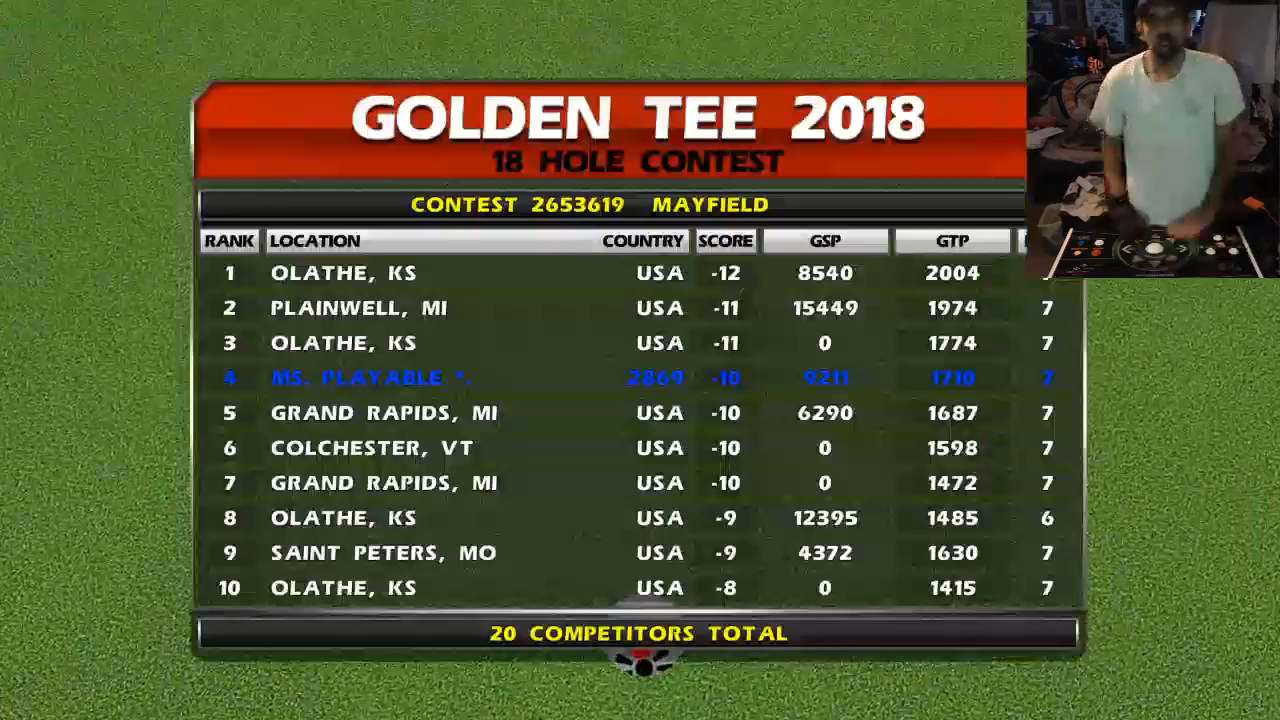 GOLDEN TEE 2018
18 HOLE CONTEST
CONTEST 2653619 MAYFIELD
RANK LOCATION COUNTRY SCORE GSP GTP
1 OLATHE, KS USA -12 8540 2004
2 PLAINWELL, MI USA -11 15449 1974 7
3 OLATHE, KS USA -11 0 1774 7
4 MS. PLAYABLE *. 2869 -10 9211 1710 7
5 GRAND RAPIDS, MI USA -10 6290 1687 7
6 COLCHESTER, VT USA -10 0 1598 7
7 GRAND RAPIDS, MI USA -10 0 1472 7
8 OLATHE, KS USA -9 12395 1485 6
9 SAINT PETERS, MO USA -9 4372 1630 7
10 OLATHE, KS USA -8 0 1415 7
20 COMPETITORS TOTAL